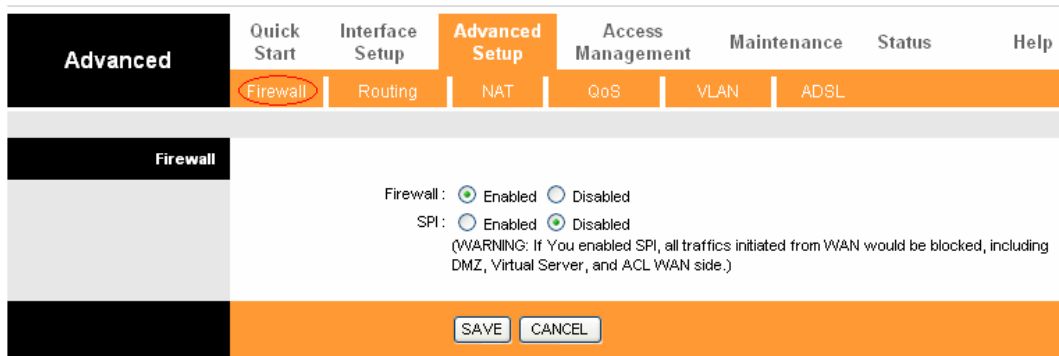 Advanced
Quick Start
Interface Setup
Advanced Setup
Access Management
Maintenance
Status
Help
Firewall
Routing
NAT
QoS
VLAN
ADSL
Firewall
Firewall : Enabled Disabled
SPI : Enabled Disabled
(WARNING: If You enabled SPI, all traffics initiated from WAN would be blocked, including
DMZ, Virtual Server, and ACL WAN side.)
SAVE CANCEL